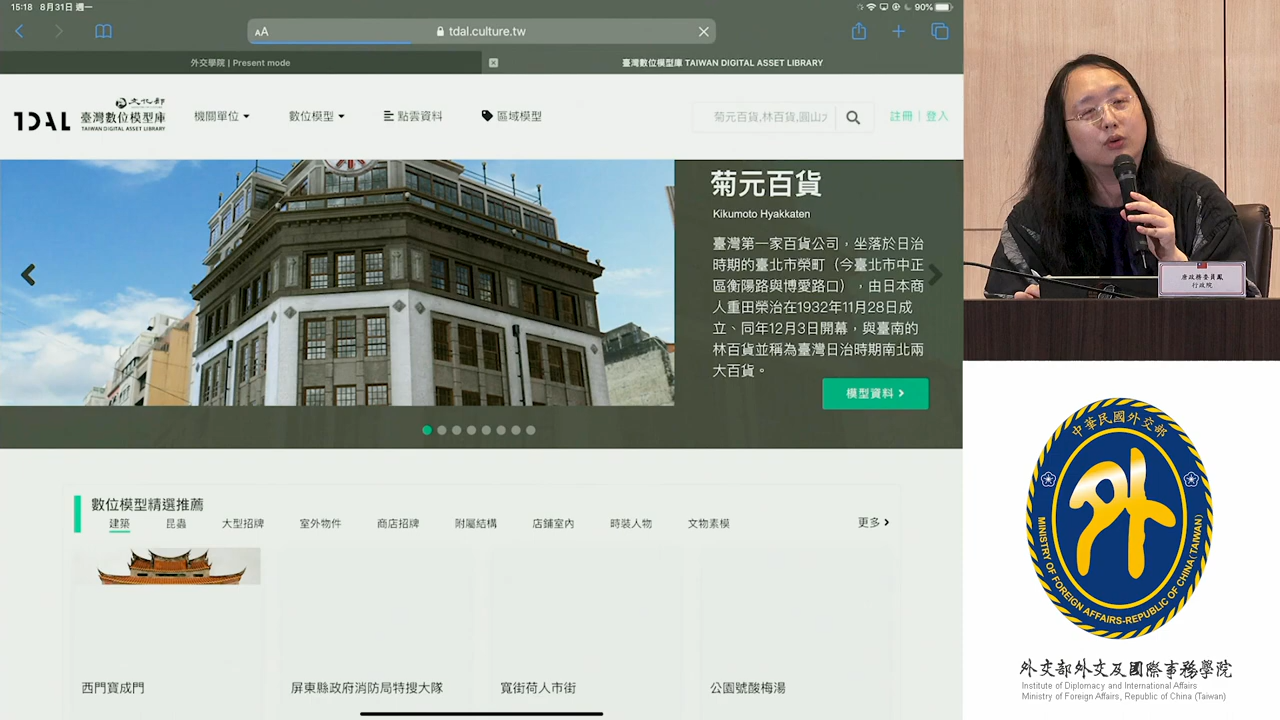 15:18 8月31日 週一
90%
AA
tdal.culture.tw
外交學院 | Present mode
臺灣數位模型庫 TAIWAN DIGITAL ASSET LIBRARY
TDAL
文化部
臺灣數位模型庫
TAIWAN DIGITAL ASSET LIBRARY
機關單位
數位模型
點雲資料
區域模型
菊元百貨,林百貨,圓山
註冊 | 登入
菊元百貨
Kikumoto Hyakkaten
臺灣第一家百貨公司，坐落於日治
時期的臺北市榮町（今臺北市中正
區衡陽路與博愛路口），由日本商
人重田榮治在1932年11月28日成
立、同年12月3日開幕，與臺南的
林百貨並稱為臺灣日治時期南北兩
大百貨。
模型資料
數位模型精選推薦
建築
昆蟲
大型招牌
室外物件
商店招牌
附屬結構
店鋪室內
時裝人物
文物素模
更多
西門寶成門
屏東縣政府消防局特搜大隊
寬街荷人市街
公園號酸梅湯
唐政務委員鳳
行政院
中華民國外交部
外
MINISTRY OF FOREIGN AFFAIRS-REPUBLIC OF CHINA (TAIWAN)
外交部外交及國際事務學院
Institute of Diplomacy and International Affairs
Ministry of Foreign Affairs, Republic of China (Taiwan)